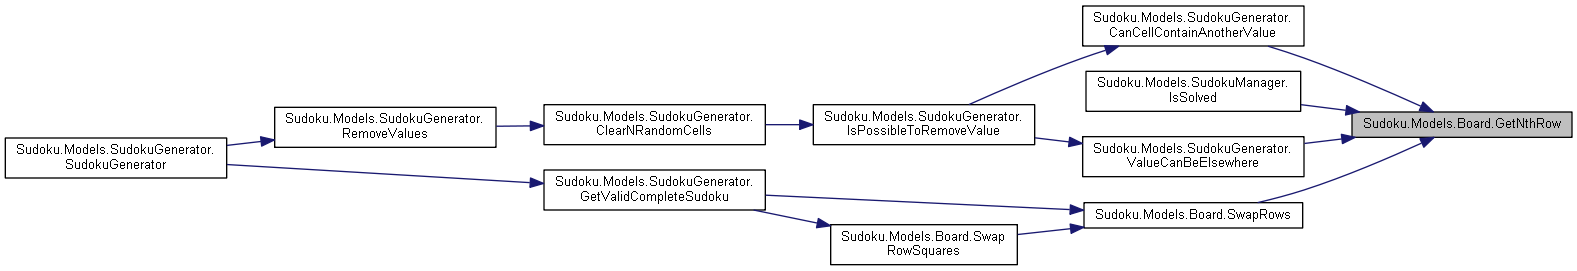 Sudoku.Models.SudokuGenerator.
SudokuGenerator
Sudoku.Models.SudokuGenerator.
RemoveValues
Sudoku.Models.SudokuGenerator.
ClearNRandomCells
Sudoku.Models.SudokuGenerator.
GetValidCompleteSudoku
Sudoku.Models.SudokuGenerator.
IsPossibleToRemoveValue
Sudoku.Models.Board.Swap
RowSquares
Sudoku.Models.SudokuGenerator.
CanCellContainAnotherValue
Sudoku.Models.SudokuManager.
IsSolved
Sudoku.Models.SudokuGenerator.
ValueCanBeElsewhere
Sudoku.Models.Board.SwapRows
Sudoku.Models.Board.GetNthRow